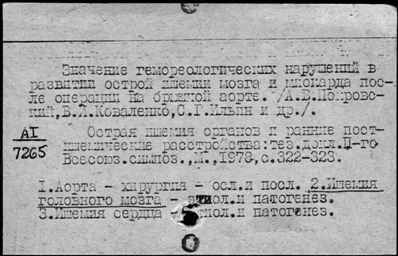 Значение гемореологических нарушений в
развитии острой ишемии мозга и миокарда пос-
ле операции на брюшной аорте. /А.В.Покровс-
кий,В.И.Коваленко,С.Г.Ильин и др./.
АI
7265
Острая ишемия органов и ранние пост-
ишемические расстройства:тез.докл.II-го
Всесоюз.симпоз.,М.,1978,с.322-323.
1.Аорта - хирургия - осл.и посл. 2.Ишемия
головного мозга - этиол.и патогенез.
3.Ишемия сердца - этиол.и патогенез.